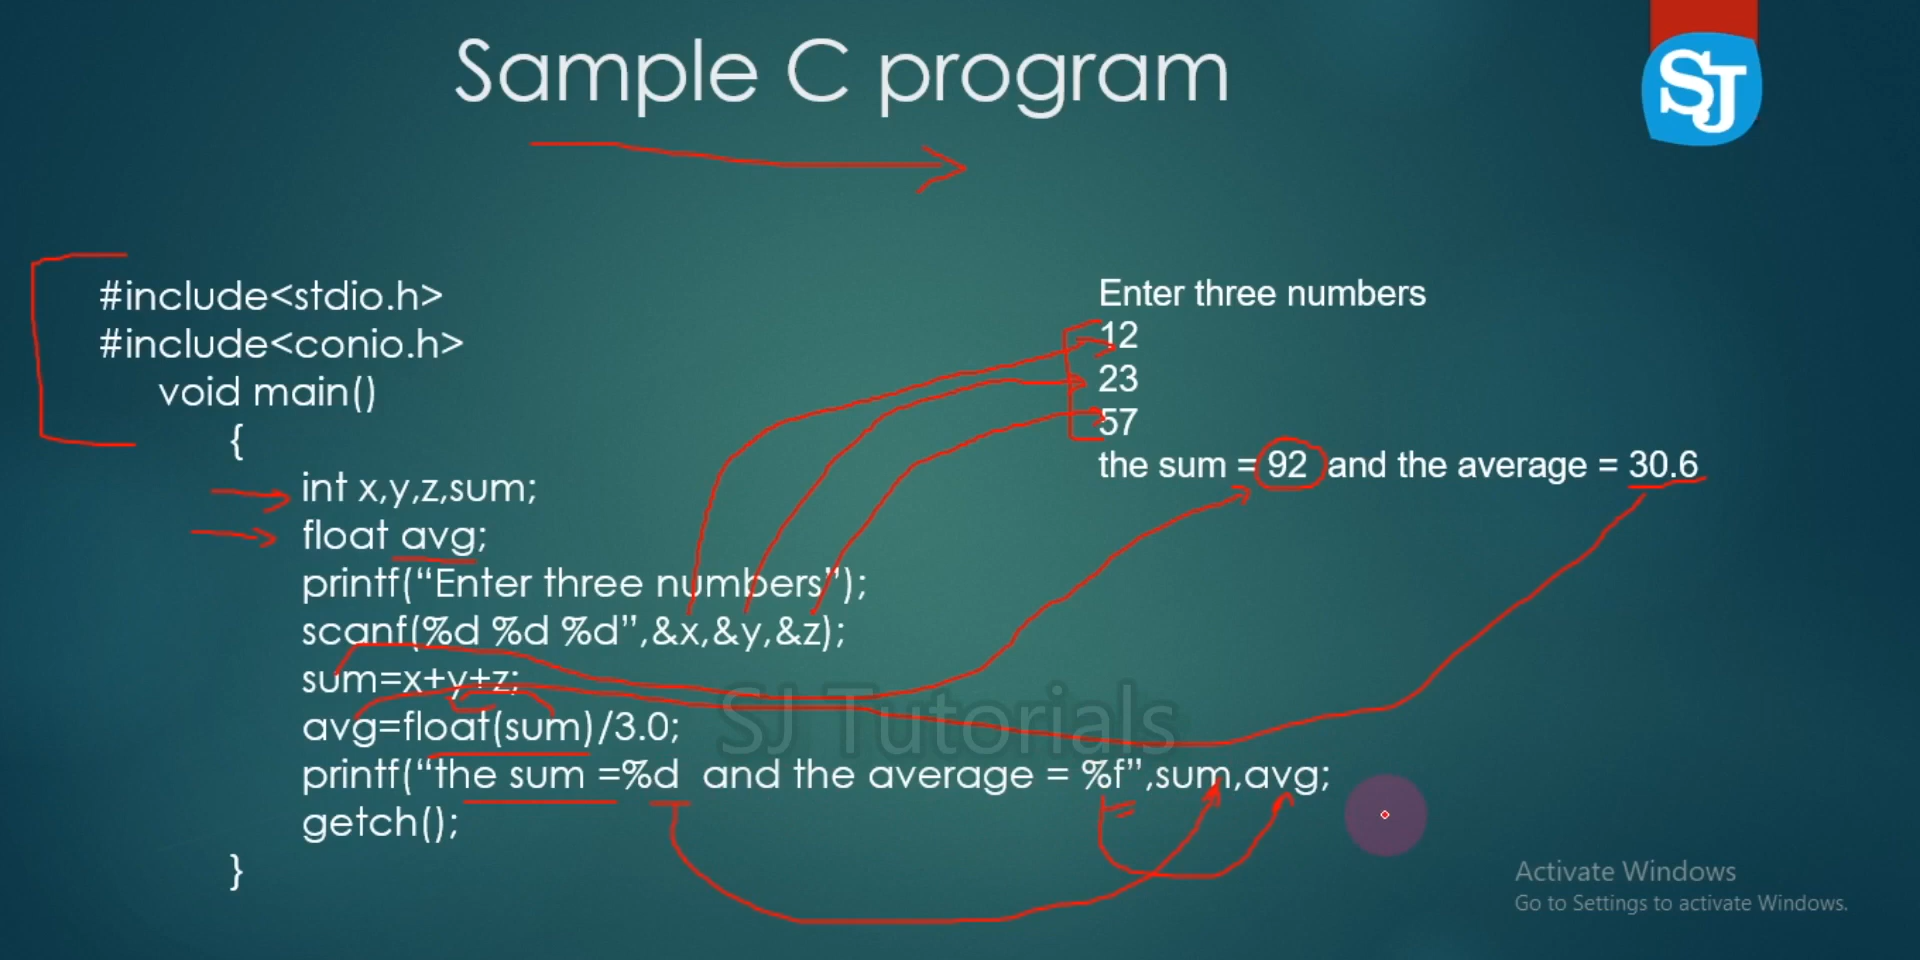 Sample C program
SJ
#include<stdio.h>
#include<conio.h>
void main()
{
int x,y,z,sum;
float avg;
printf(“Enter three numbers”);
scanf(%d %d %d”,&x,&y,&z);
sum=x+y+z;
avg=float(sum)/3.0;
printf(“the sum =%d  and the average = %f”,sum,avg;
getch();
}
Enter three numbers
12
23
57
the sum = 92 and the average = 30.6
SJ Tutorials
Activate Windows
Go to Settings to activate Windows.